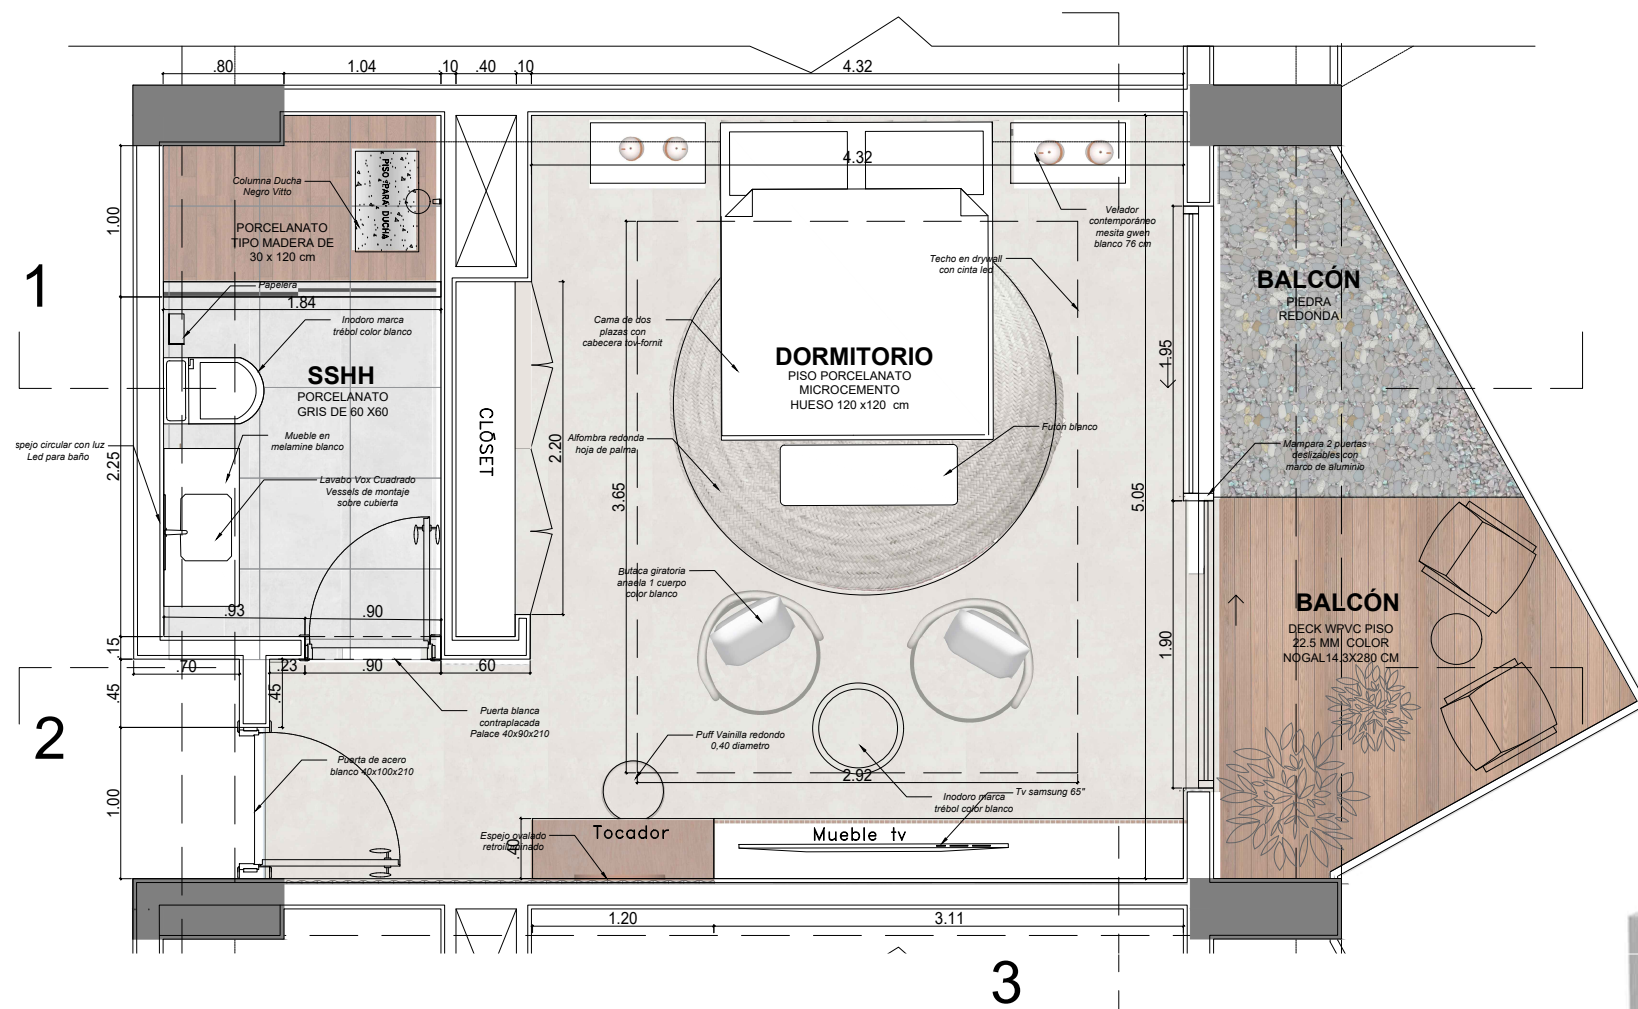 .80
1.04
.10
.40
.10
4.32
4.32
1.00
PISO PARA DUCHA
Columna Ducha
Negro Vitto
PORCELANATO
TIPO MADERA DE
30 x 120 cm
Velador
contemporáneo
mesita gwen
blanco 76 cm
Techo en drywall
con cinta led
1
Papelera
1.84
Inodoro marca
trébol color blanco
BALCÓN
PIEDRA
REDONDA
Cama de dos
plazas con
cabecera tov-fornit
DORMITORIO
PISO PORCELANATO
MICROCEMENTO
HUESO 120 x120 cm
1.95
SSHH
PORCELANATO
GRIS DE 60 X60
CLÓSET
2.20
Alfombra redonda
hoja de palma
Futón blanco
Mueble en
melamine blanco
spejo circular con luz
Led para baño
Mampara 2 puertas
deslizables con
marco de aluminio
2.25
Lavabo Vox Cuadrado
Vessels de montaje
sobre cubierta
3.65
5.05
Butaca giratoria
anaela 1 cuerpo
color blanco
.93
.90
BALCÓN
DECK WPVC PISO
22.5 MM COLOR
NOGAL14.3X280 CM
1.90
.15
.70
.23
.90
.60
.45
.45
2
Puerta blanca
contraplacada
Palace 40x90x210
Puff Vainilla redondo
0,40 diametro
Puerta de acero
blanco 40x100x210
2.92
1.00
Inodoro marca
trébol color blanco
Tv samsung 65"
Espejo ovalado
retroiluminado
.40
Tocador
Mueble tv
1.20
3.11
3